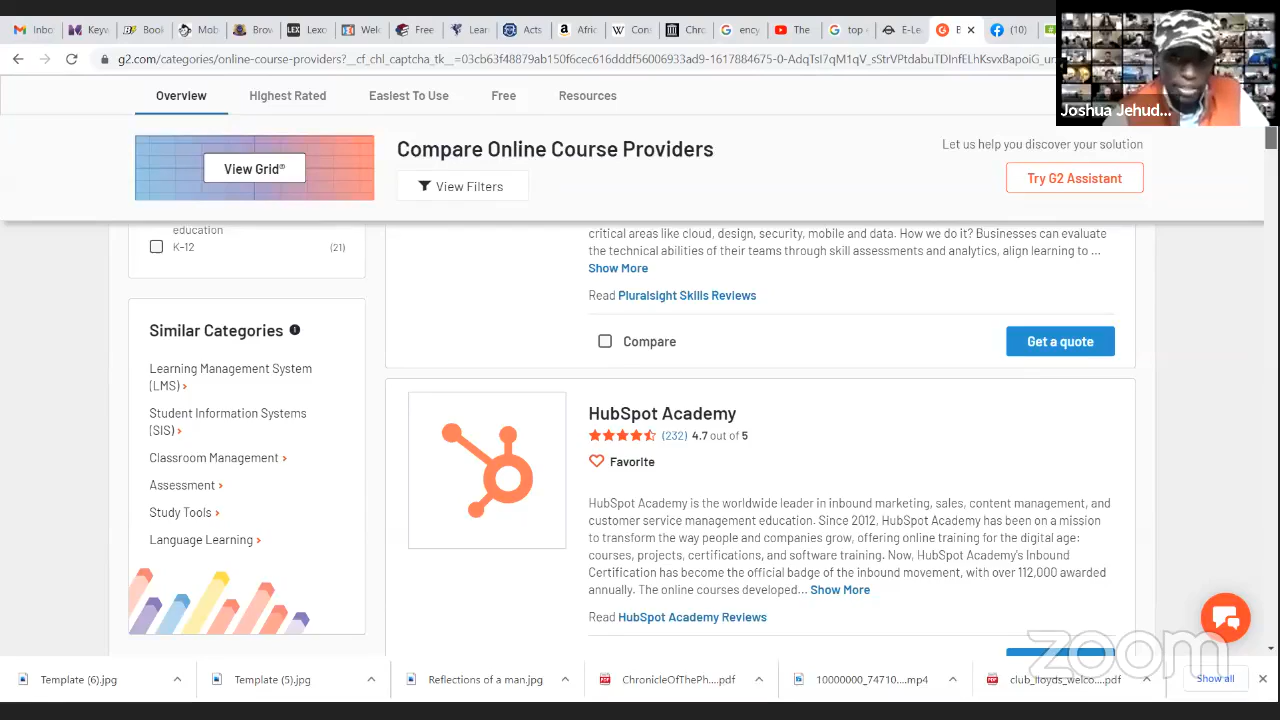 Inbo
Key
Book
Mab
Brov
Lexo
Eref
Wel
Free
Lear
Acts
Afric
Con
Chro
ency
The
top
E-Le
B
(10)
g2.com/categories/online-course-providers?
Joshua Jehud...
Overview
Highest Rated
Easiest To Use
Free
Resources
View Grid®
Compare Online Course Providers
View Filters
Let us help you discover your solution
Try G2 Assistant
education
K-12 (21)
critical areas like cloud, design, security, mobile and data. How we do it? Businesses can evaluate
the technical abilities of their teams through skill assessments and analytics, align learning to ...
Show More
Read Pluralsight Skills Reviews
Compare
Get a quote
Similar Categories
Learning Management System
(LMS) ›
Student Information Systems
(SIS) ›
Classroom Management ›
Assessment ›
Study Tools ›
Language Learning ›
HubSpot Academy
(232) 4.7 out of 5
Favorite
HubSpot Academy is the worldwide leader in inbound marketing, sales, content management, and
customer service management education. Since 2012, HubSpot Academy has been on a mission
to transform the way people and companies grow, offering online training for the digital age:
courses, projects, certifications, and software training. Now, HubSpot Academy's Inbound
Certification has become the official badge of the inbound movement, with over 112,000 awarded
annually. The online courses developed... Show More
Read HubSpot Academy Reviews
zoom
Template (6).jpg
Template (5).jpg
Reflections of a man.jpg
ChronicleOfThePh....pdf
10000000_74710....mp4
club_lloyds_welco....pdf
Show all